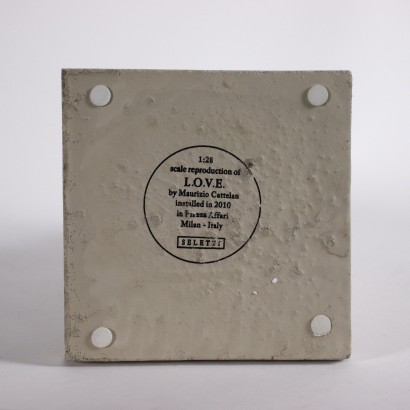 1:28
scale reproduction of
L.O.V.E.
by Maurizio Cattelan
installed in 2010
in Piazza Affari
Milan - Italy
SELETTI